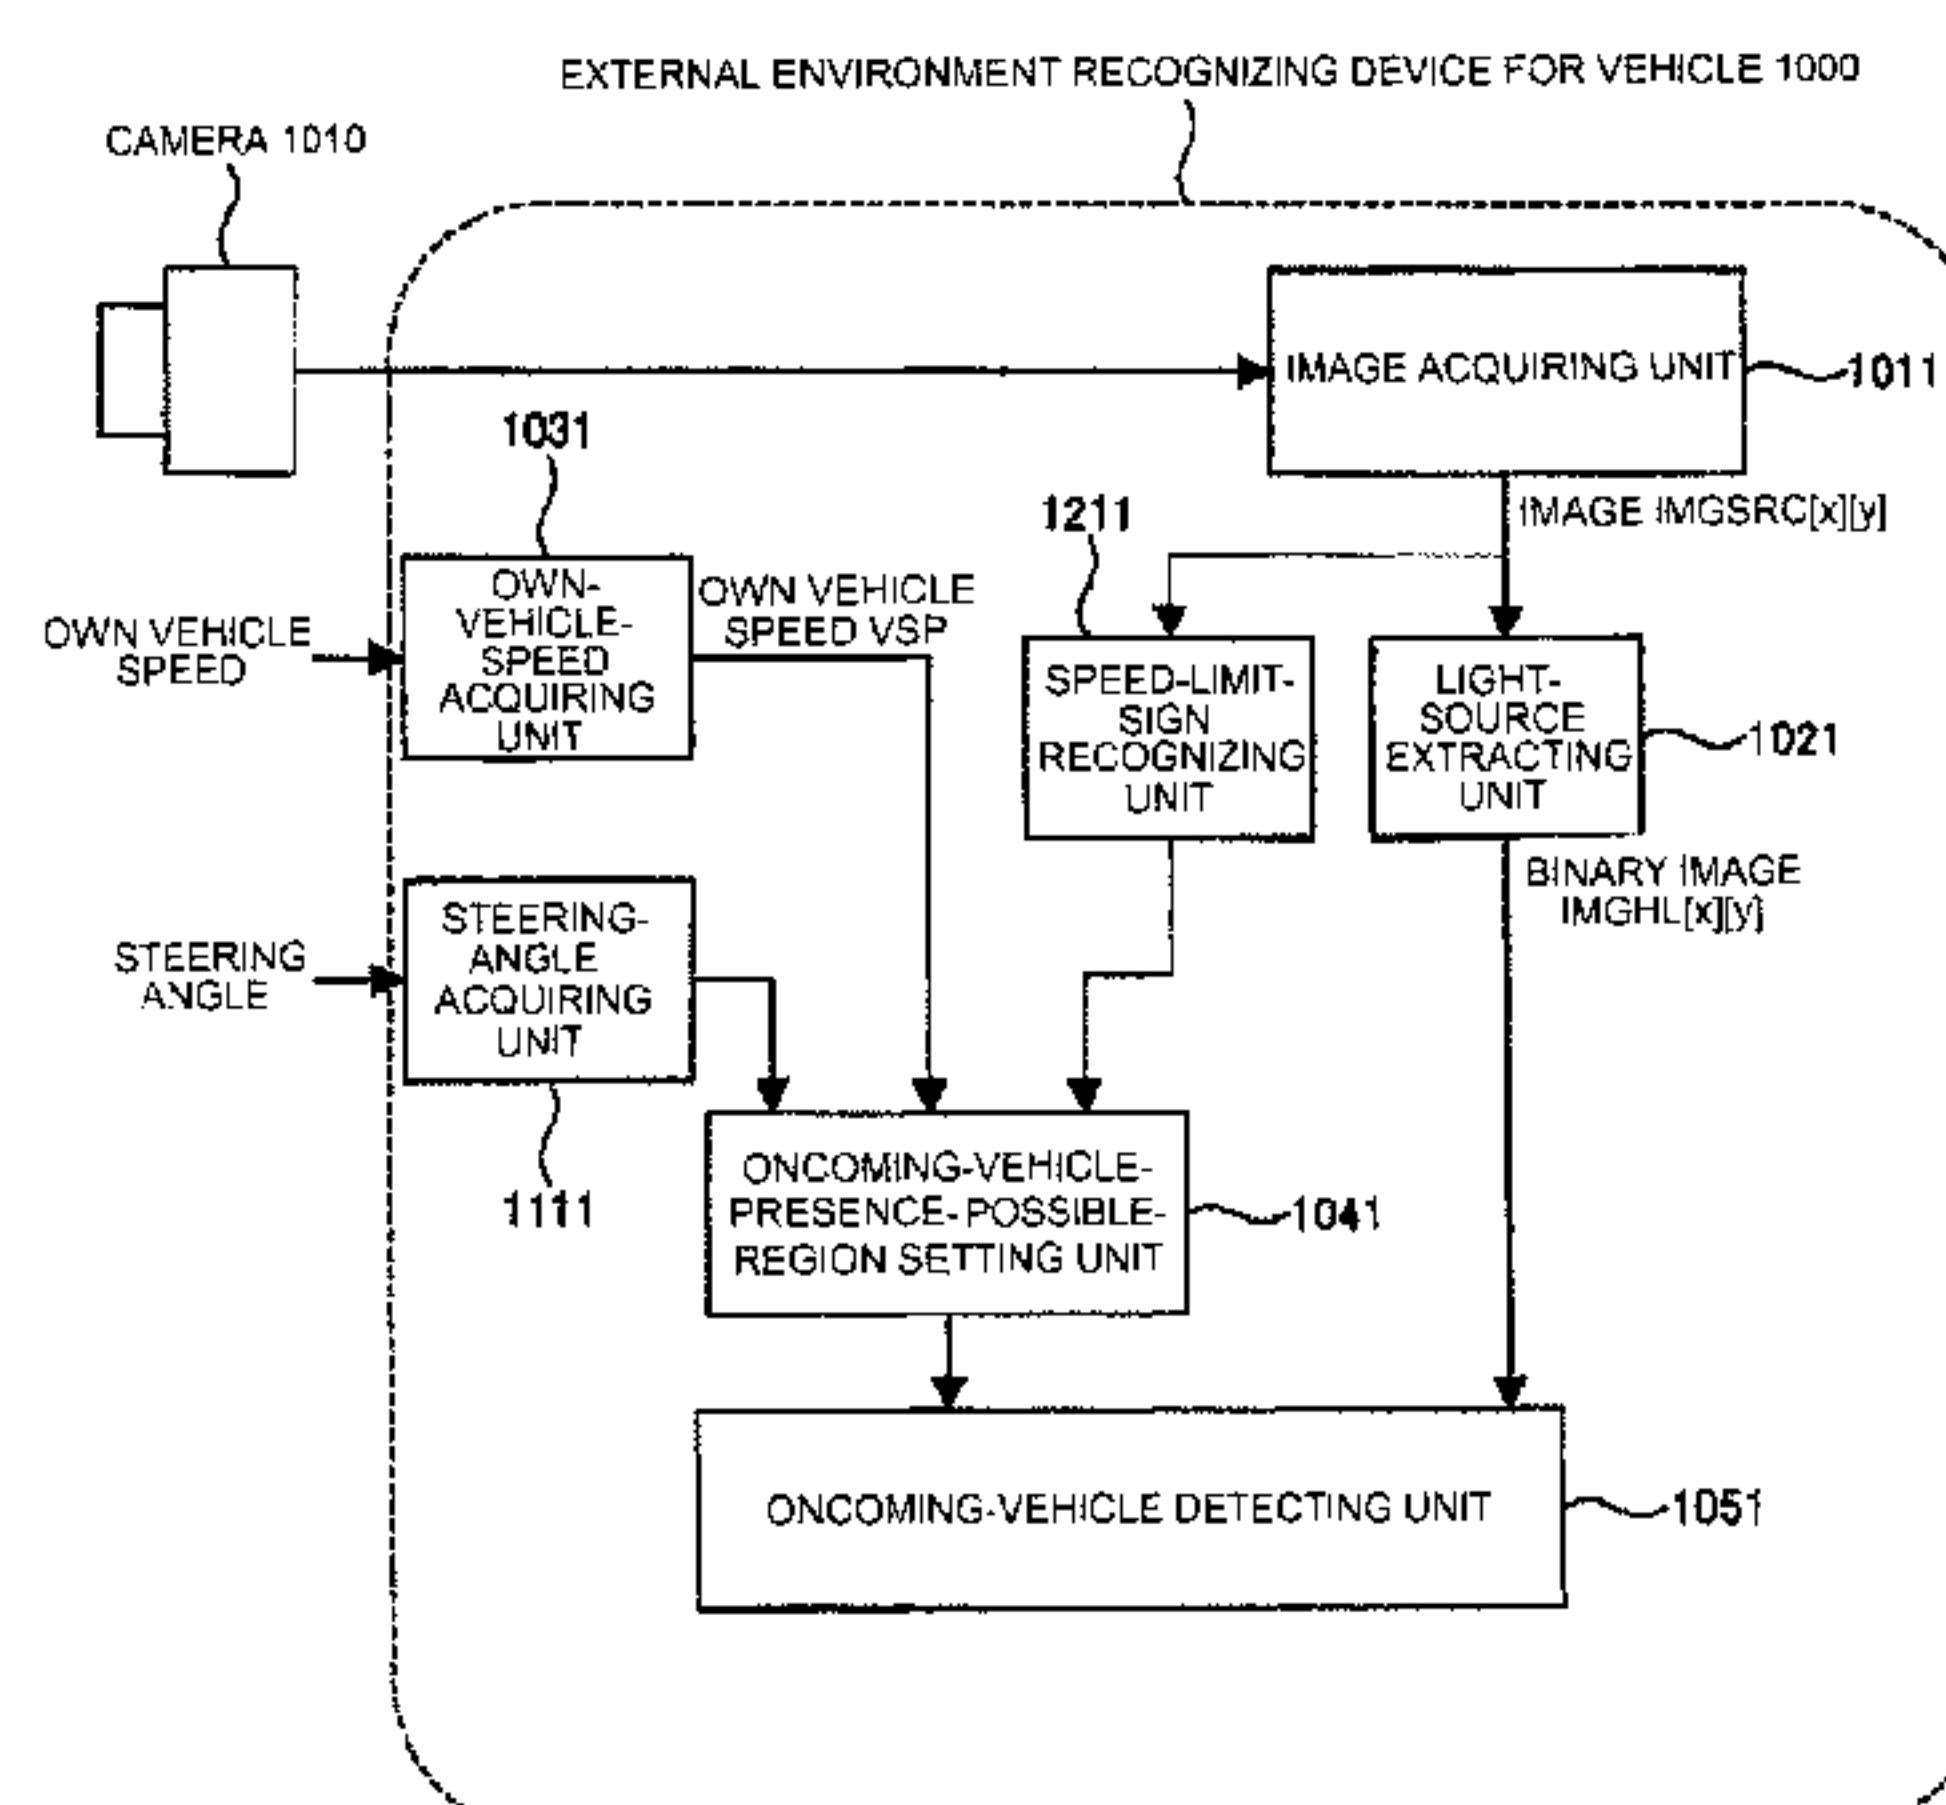 EXTERNAL ENVIRONMENT RECOGNIZING DEVICE FOR VEHICLE 1000
CAMERA 1010
IMAGE ACQUIRING UNIT
1011
1031
1211
IMAGE IMGSRC[x][y]
OWN VEHICLE
SPEED
OWN-
VEHICLE-
SPEED
ACQUIRING
UNIT
OWN VEHICLE
SPEED VSP
SPEED-LIMIT-
SIGN
RECOGNIZING
UNIT
LIGHT-
SOURCE
EXTRACTING
UNIT
1021
BINARY IMAGE
IMGHL[x][y]
STEERING
ANGLE
STEERING-
ANGLE
ACQUIRING
UNIT
1111
ONCOMING-VEHICLE-
PRESENCE-POSSIBLE-
REGION SETTING UNIT
1041
ONCOMING-VEHICLE DETECTING UNIT
1051